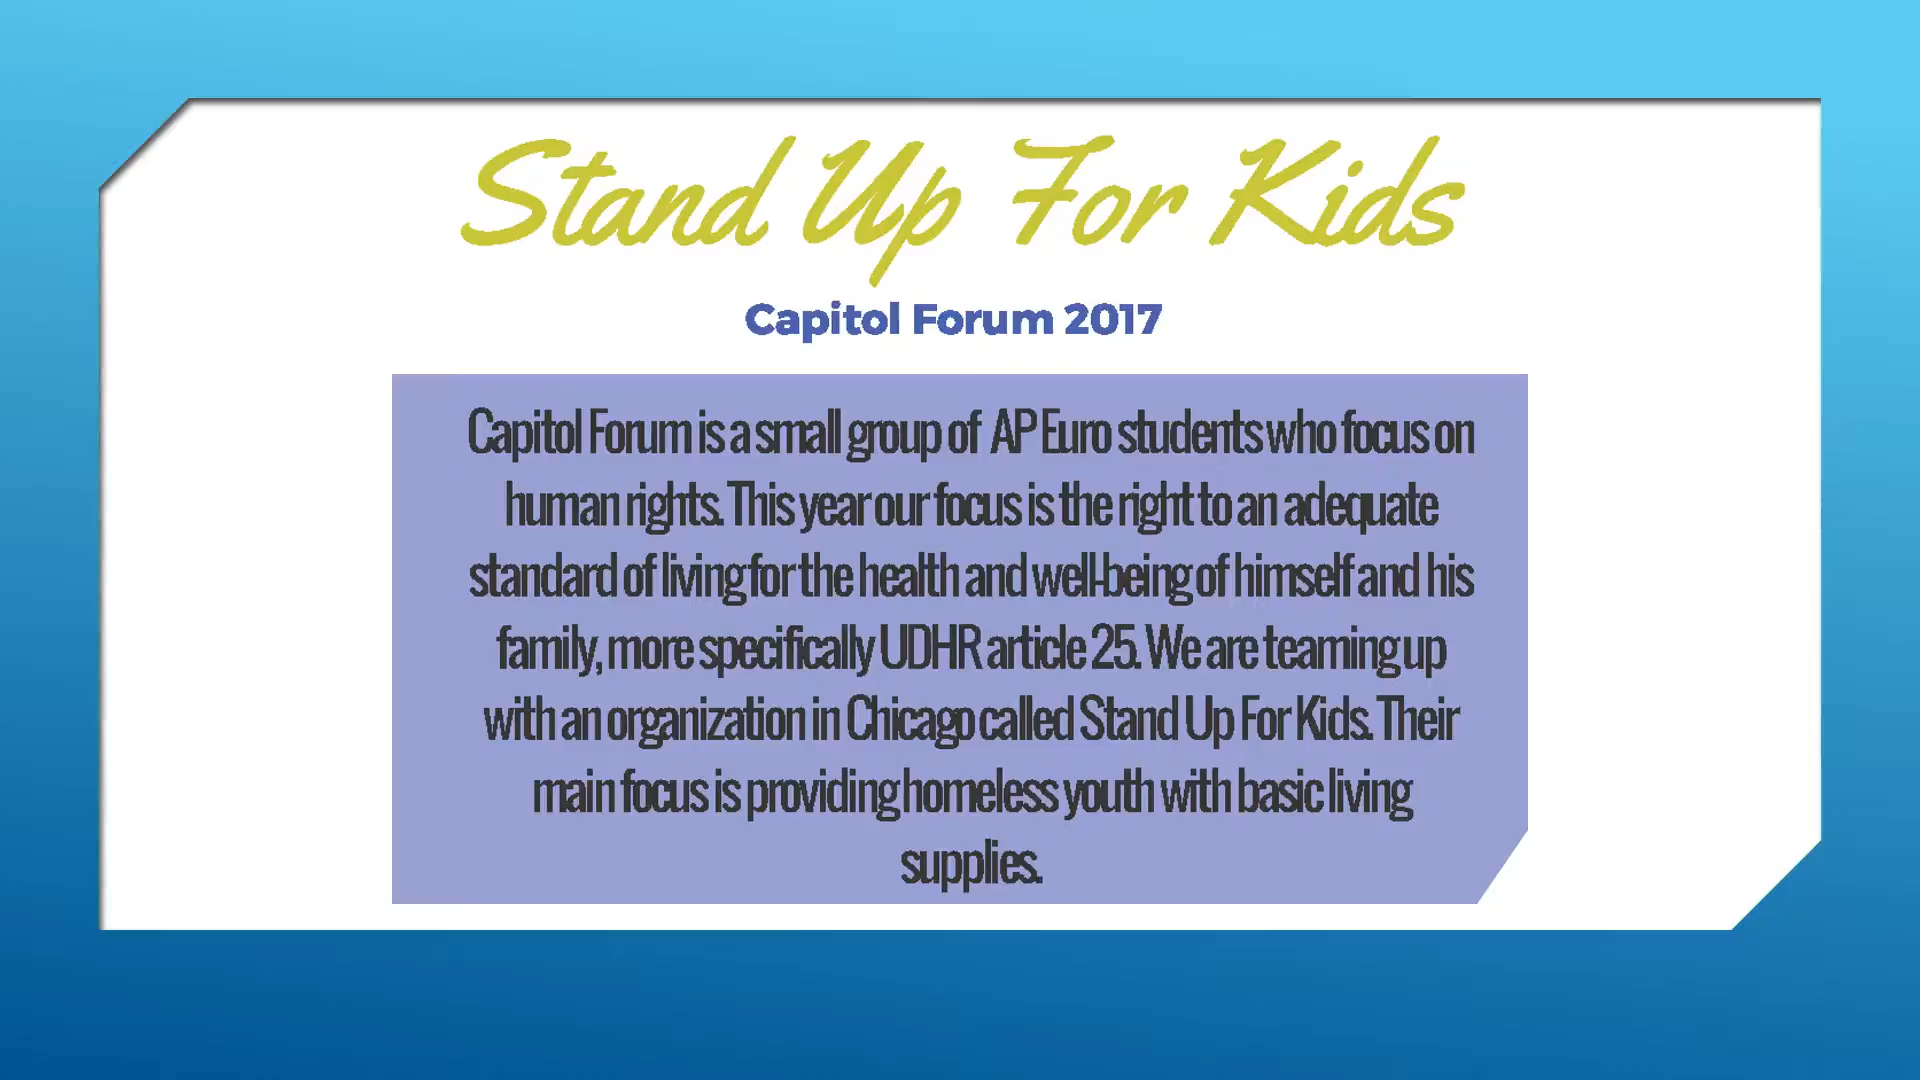 Stand Up For Kids
Capitol Forum 2017
Capitol Forum is a small group of AP Euro students who focus on
human rights. This year our focus is the right to an adequate
standard of living for the health and well-being of himself and his
family, more specifically UDHR article 25. We are teaming up
with an organization in Chicago called Stand Up For Kids. Their
main focus is providing homeless youth with basic living
supplies.